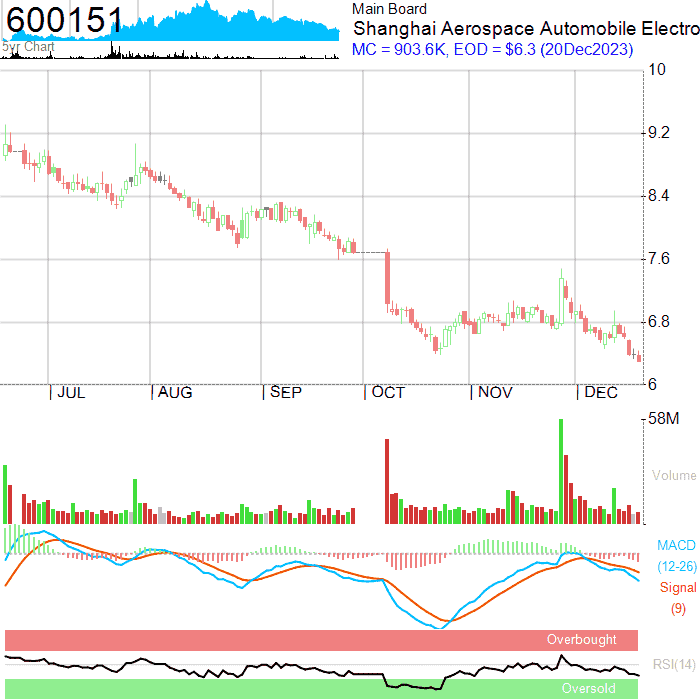 600151
5yr Chart
Main Board
Shanghai Aerospace Automobile Electro
MC = 903.6K, EOD = $6.3 (20Dec2023)
10
9.2
8.4
7.6
6.8
6
JUL AUG SEP OCT NOV DEC
58M
Volume
MACD
(12-26)
Signal
(9)
Overbought
RSI(14)
Oversold